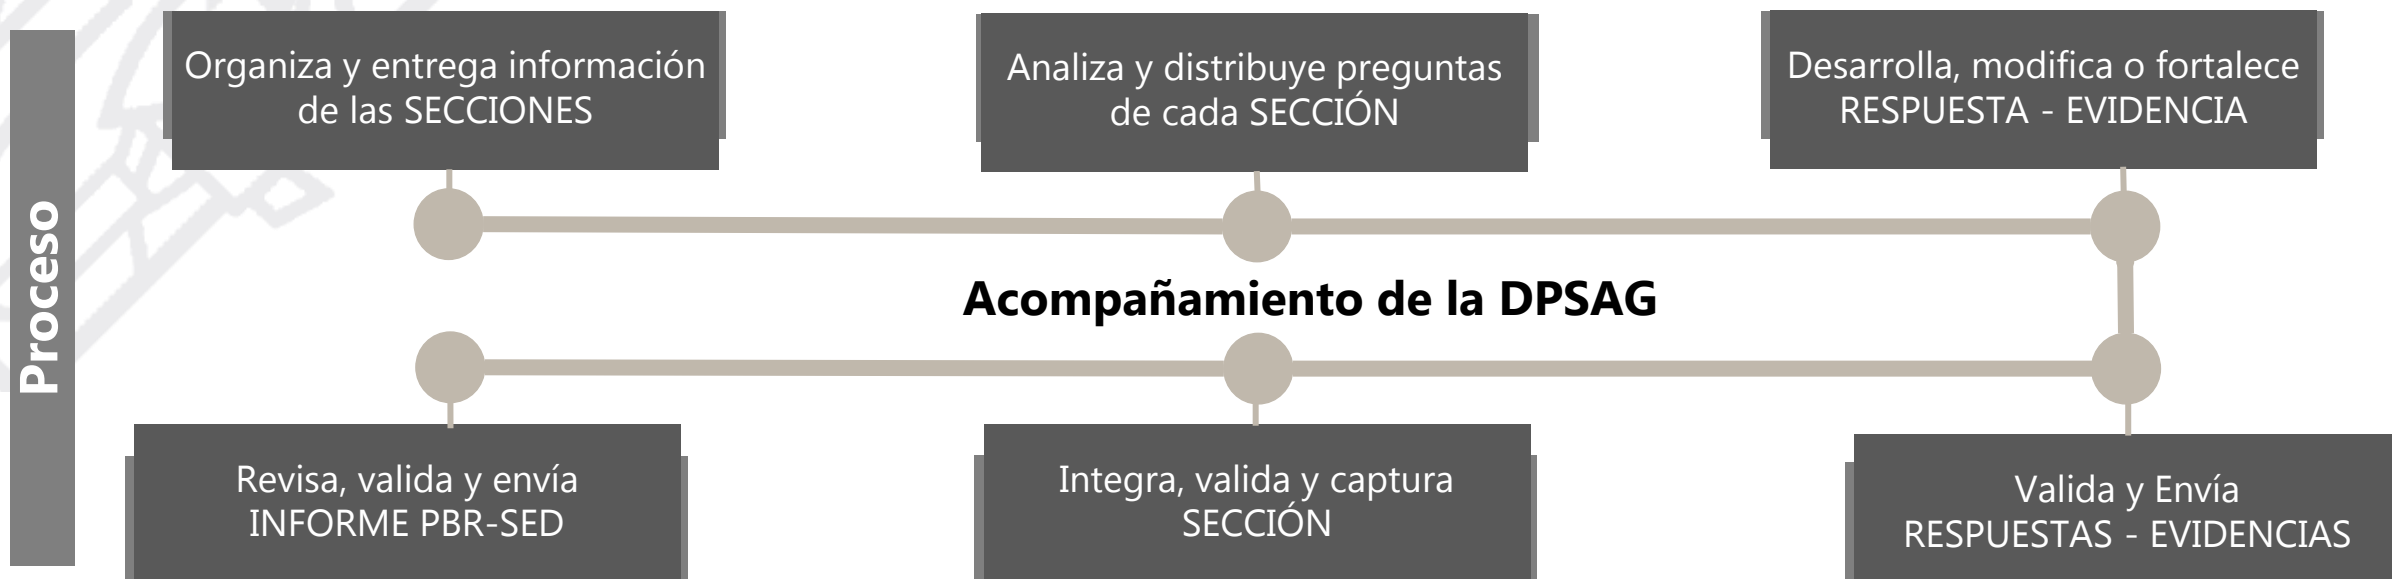 Proceso
Organiza y entrega información
de las SECCIONES
Analiza y distribuye preguntas
de cada SECCIÓN
Desarrolla, modifica o fortalece
RESPUESTA - EVIDENCIA
Acompañamiento de la DPSAG
Revisa, valida y envía
INFORME PBR-SED
Integra, valida y captura
SECCIÓN
Valida y Envía
RESPUESTAS - EVIDENCIAS